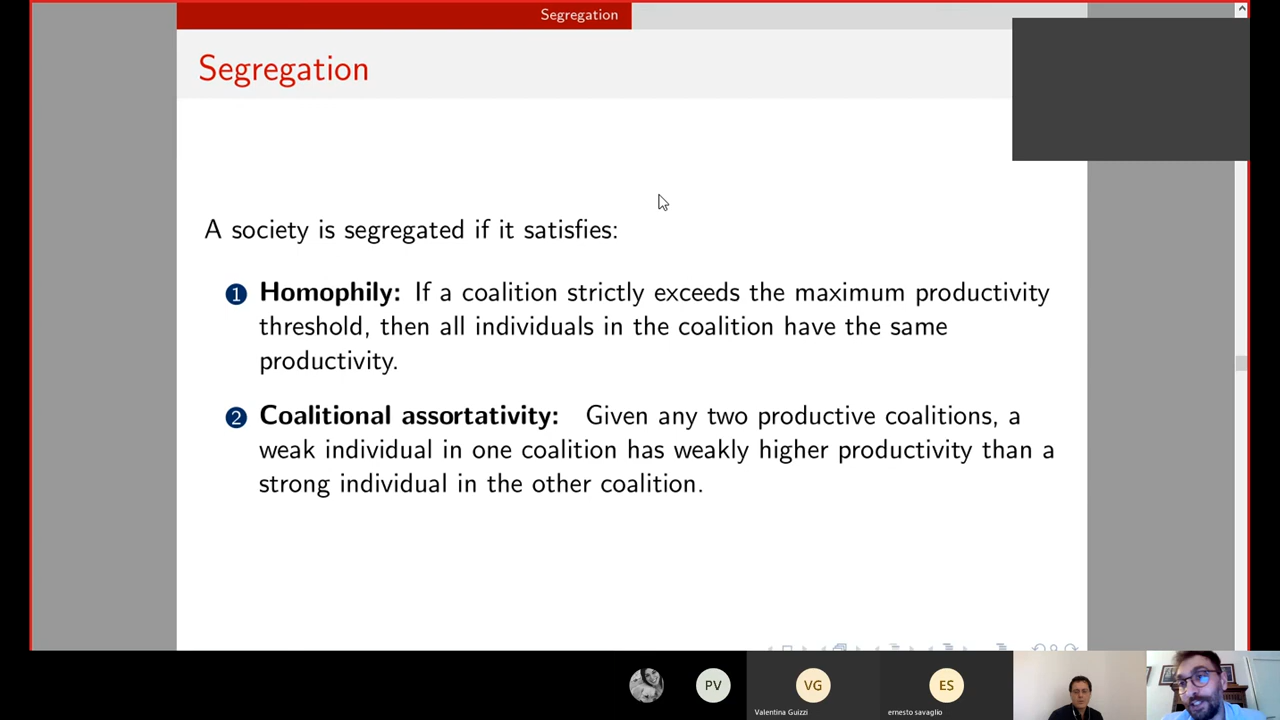 Segregation
Segregation
A society is segregated if it satisfies:
1 Homophily: If a coalition strictly exceeds the maximum productivity
threshold, then all individuals in the coalition have the same
productivity.
2 Coalitional assortativity: Given any two productive coalitions, a
weak individual in one coalition has weakly higher productivity than a
strong individual in the other coalition.
PV
VG
ES
Valentina Guizzi
ernesto savaglio